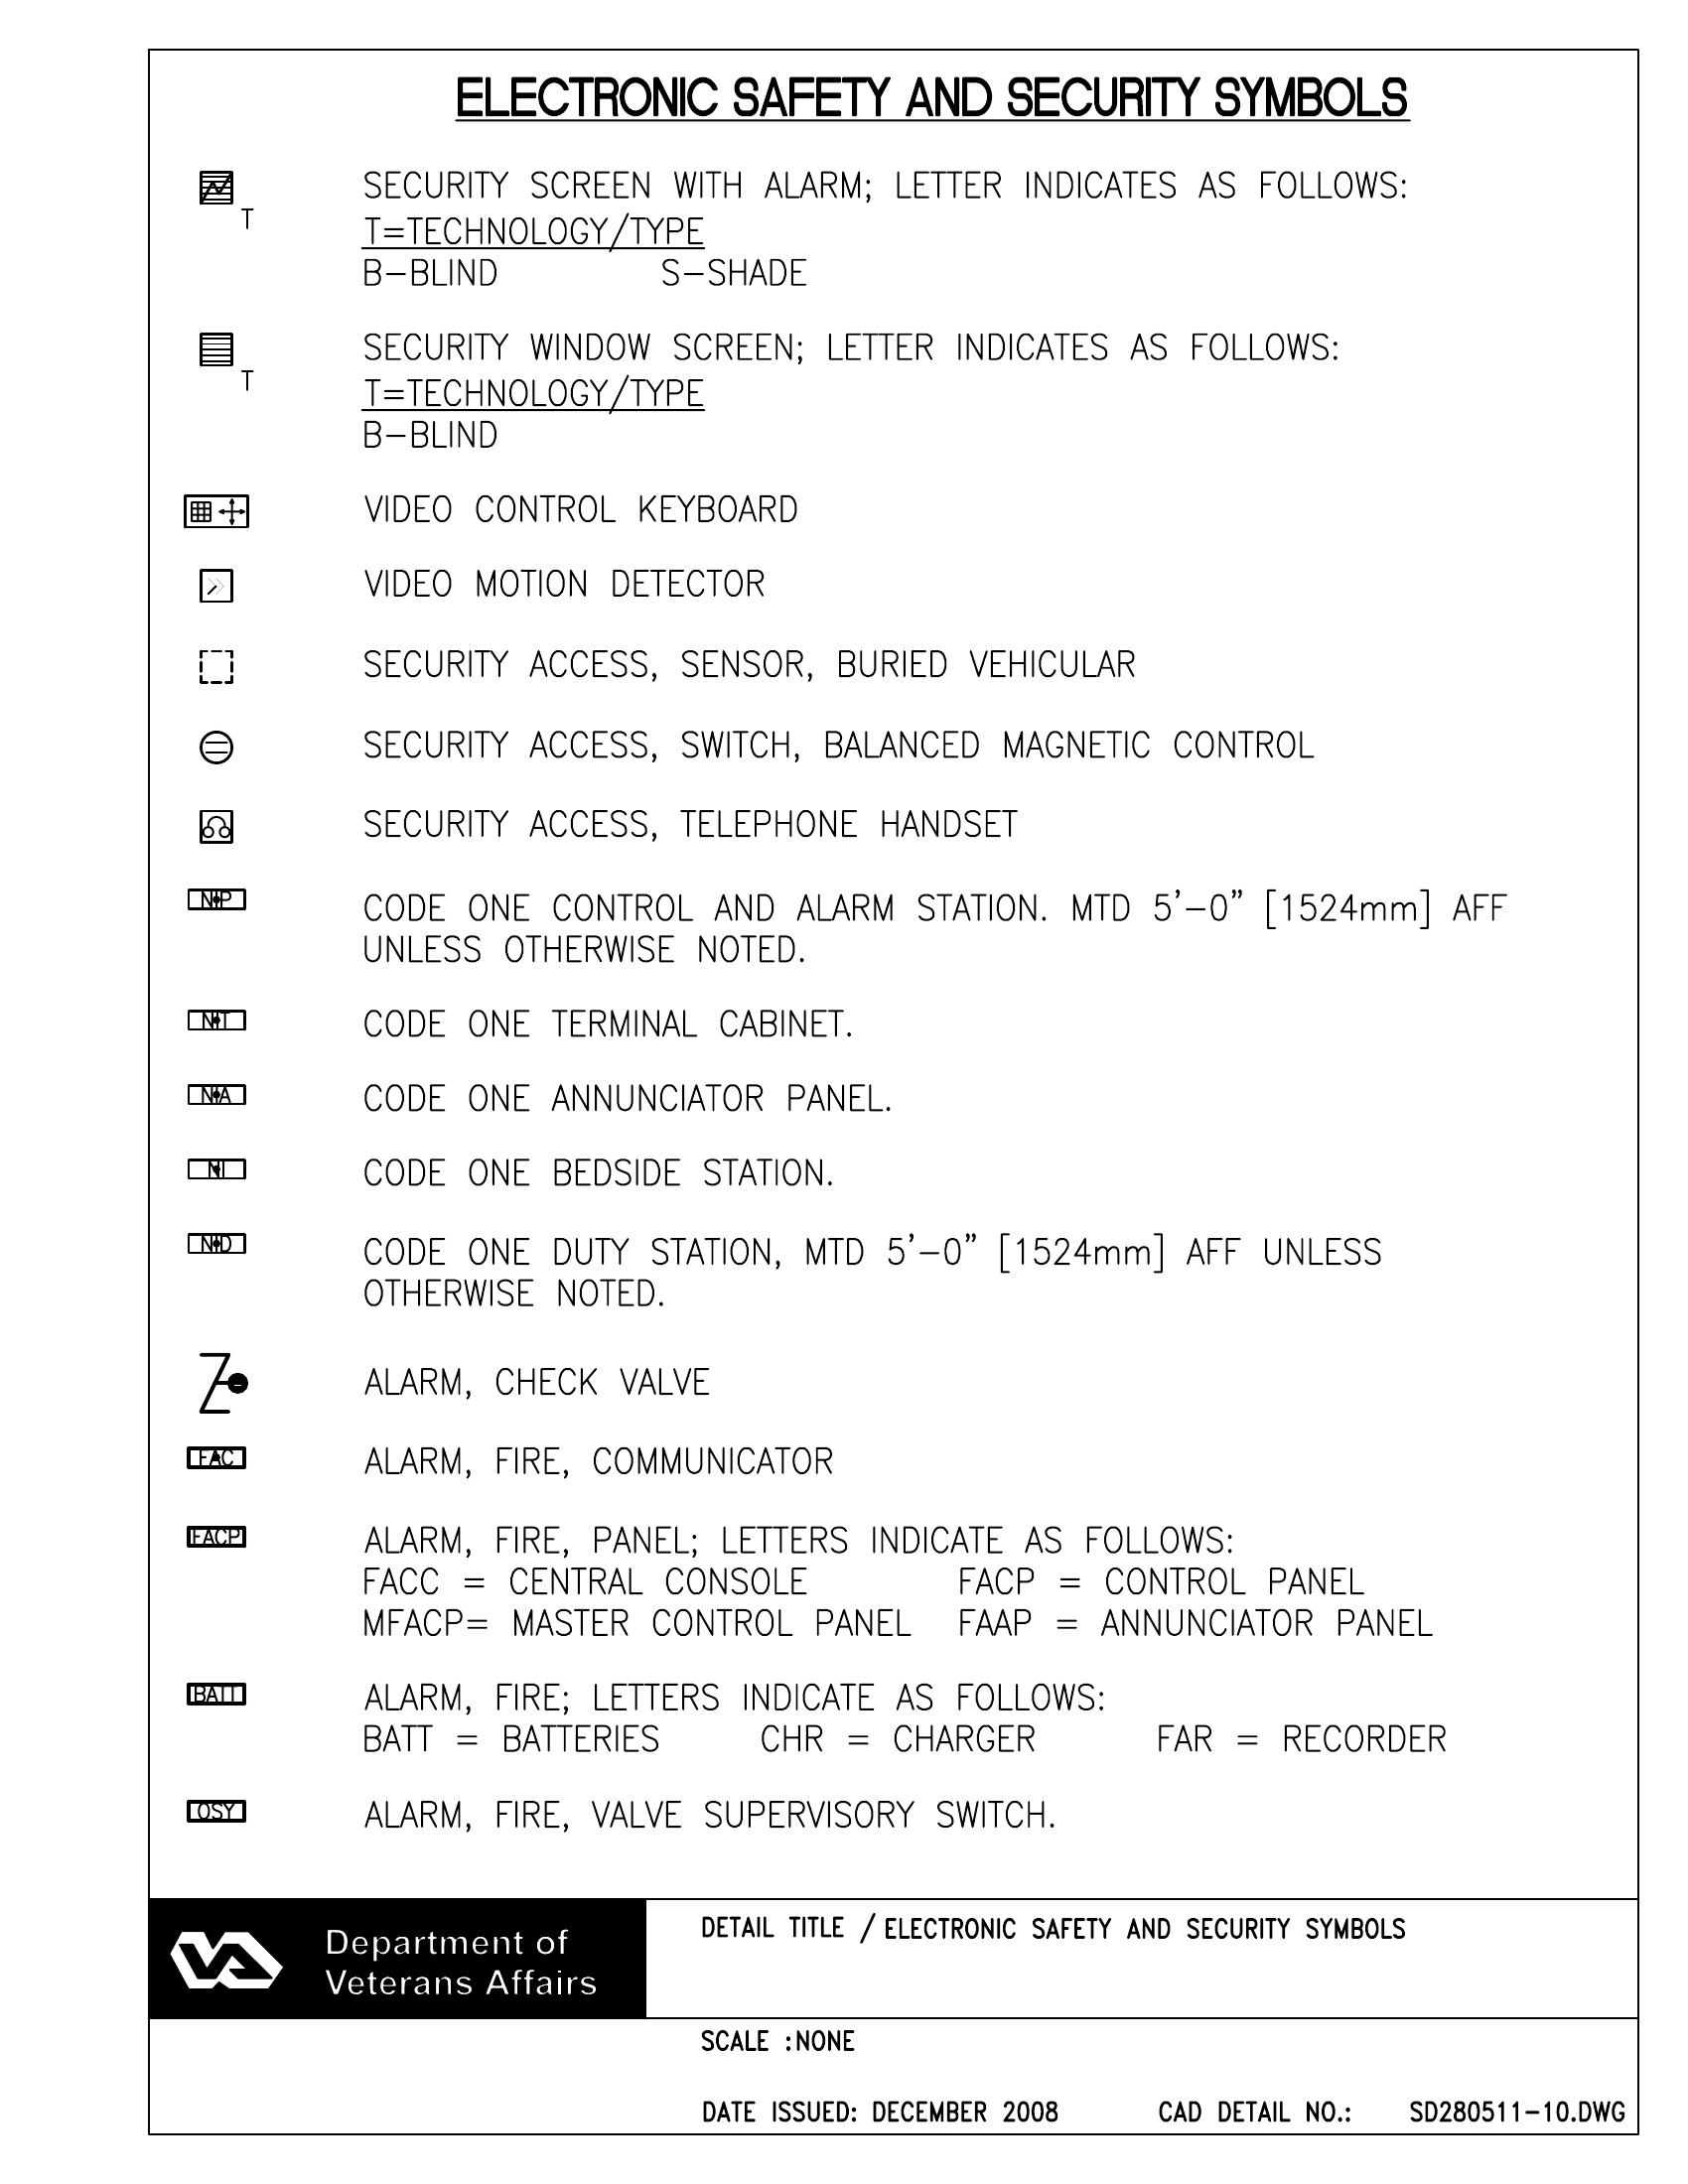 ELECTRONIC SAFETY AND SECURITY SYMBOLS
SECURITY SCREEN WITH ALARM; LETTER INDICATES AS FOLLOWS:
T
T=TECHNOLOGY/TYPE
B-BLIND S-SHADE
SECURITY WINDOW SCREEN; LETTER INDICATES AS FOLLOWS:
T
T=TECHNOLOGY/TYPE
B-BLIND
VIDEO CONTROL KEYBOARD
VIDEO MOTION DETECTOR
SECURITY ACCESS, SENSOR, BURIED VEHICULAR
SECURITY ACCESS, SWITCH, BALANCED MAGNETIC CONTROL
SECURITY ACCESS, TELEPHONE HANDSET
CODE ONE CONTROL AND ALARM STATION. MTD 5'-0" [1524mm] AFF
UNLESS OTHERWISE NOTED.
CODE ONE TERMINAL CABINET.
CODE ONE ANNUNCIATOR PANEL.
CODE ONE BEDSIDE STATION.
CODE ONE DUTY STATION, MTD 5'-0" [1524mm] AFF UNLESS
OTHERWISE NOTED.
ALARM, CHECK VALVE
FAC ALARM, FIRE, COMMUNICATOR
FACP ALARM, FIRE, PANEL; LETTERS INDICATE AS FOLLOWS:
FACC = CENTRAL CONSOLE FACP = CONTROL PANEL
MFACP= MASTER CONTROL PANEL FAAP = ANNUNCIATOR PANEL
BATT ALARM, FIRE; LETTERS INDICATE AS FOLLOWS:
BATT = BATTERIES CHR = CHARGER FAR = RECORDER
OSY ALARM, FIRE, VALVE SUPERVISORY SWITCH.
Department of
Veterans Affairs
DETAIL TITLE / ELECTRONIC SAFETY AND SECURITY SYMBOLS
SCALE :NONE
DATE ISSUED: DECEMBER 2008 CAD DETAIL NO.: SD280511-10.DWG